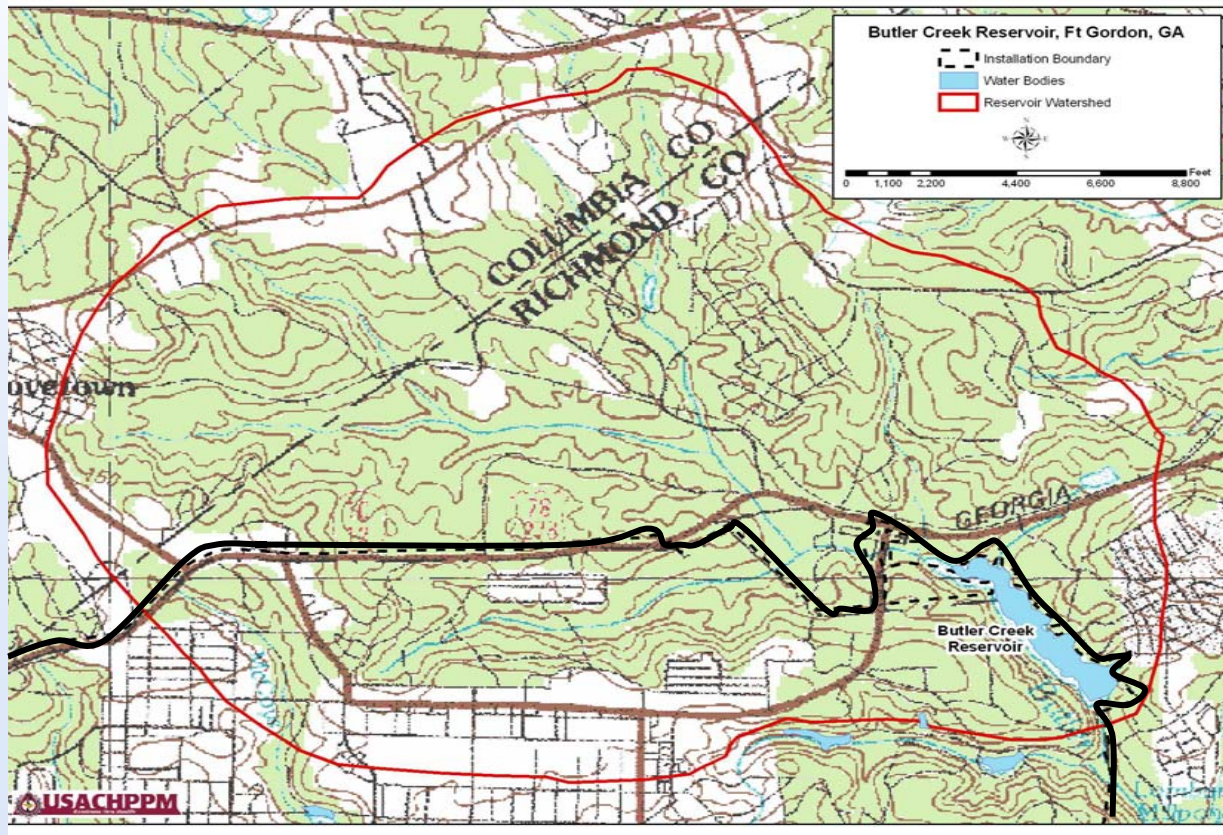 Butler Creek Reservoir, Ft Gordon, GA
Installation Boundary
Water Bodies
Reservoir Watershed
N
W E
S
Feet
0 1,100 2,200 4,400 6,600 8,800
COLUMBIA CO
RICHMOND CO
ovetown
GEORGIA
Butler Creek
Reservoir
USACHPPM